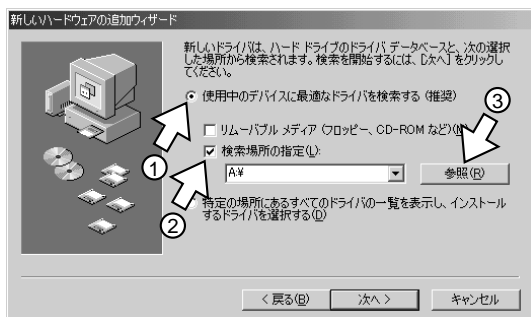 新しいハードウェアの追加ウィザード
新しいドライバは、ハード ドライブのドライバ データベースと、次の選択
した場所から検索されます。検索を開始するには、[次へ] をクリックし
てください。
使用中のデバイスに最適なドライバを検索する (推奨)
③
リムーバブル メディア (フロッピー、CD-ROM など)(M)
①
検索場所の指定(L):
A:¥
参照(R)
②
特定の場所にあるすべてのドライバの一覧を表示し、インストール
するドライバを選択する(D)
< 戻る(B)
次へ >
キャンセル